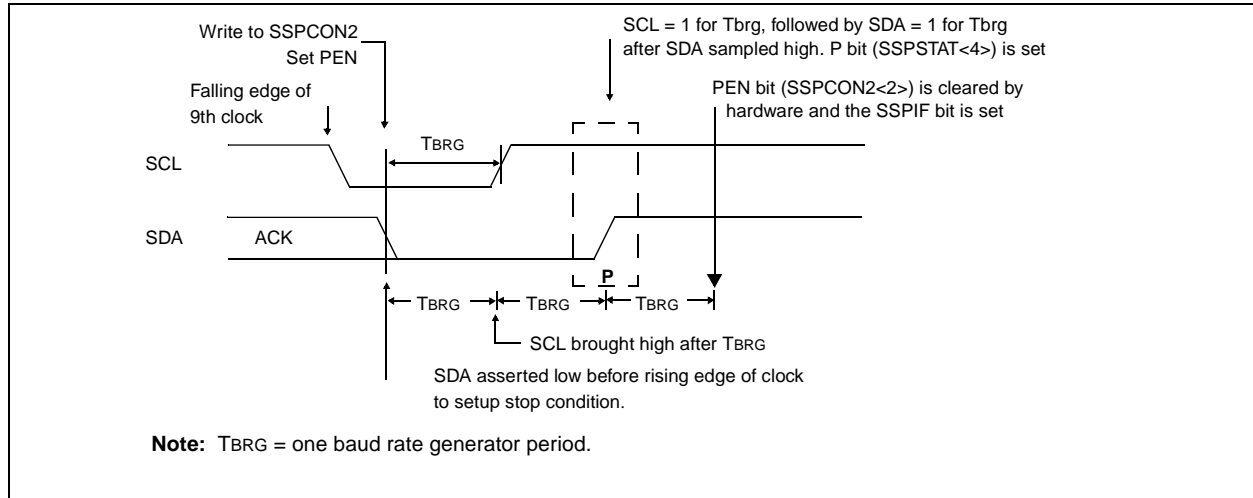 Write to SSPCON2
Set PEN
SCL = 1 for Tbrg, followed by SDA = 1 for Tbrg
after SDA sampled high. P bit (SSPSTAT<4>) is set
Falling edge of
9th clock
PEN bit (SSPCON2<2>) is cleared by
hardware and the SSPIF bit is set
TBRG
SCL
SDA
ACK
P
TBRG
TBRG
TBRG
SCL brought high after TBRG
SDA asserted low before rising edge of clock
to setup stop condition.
Note: TBRG = one baud rate generator period.